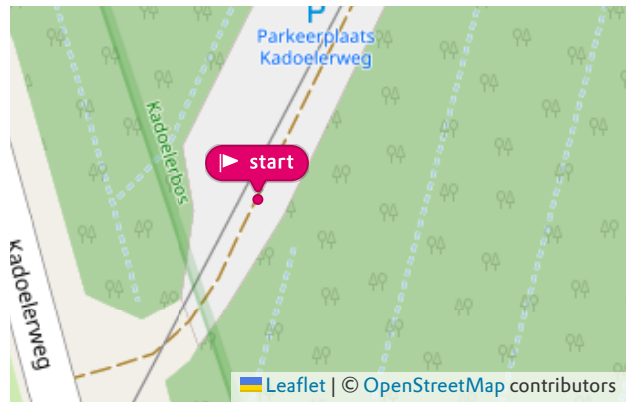 P
Parkeerplaats
Kadoelerweg
Kadoelerbos
start
Kadoelerweg
Leaflet | © OpenStreetMap contributors